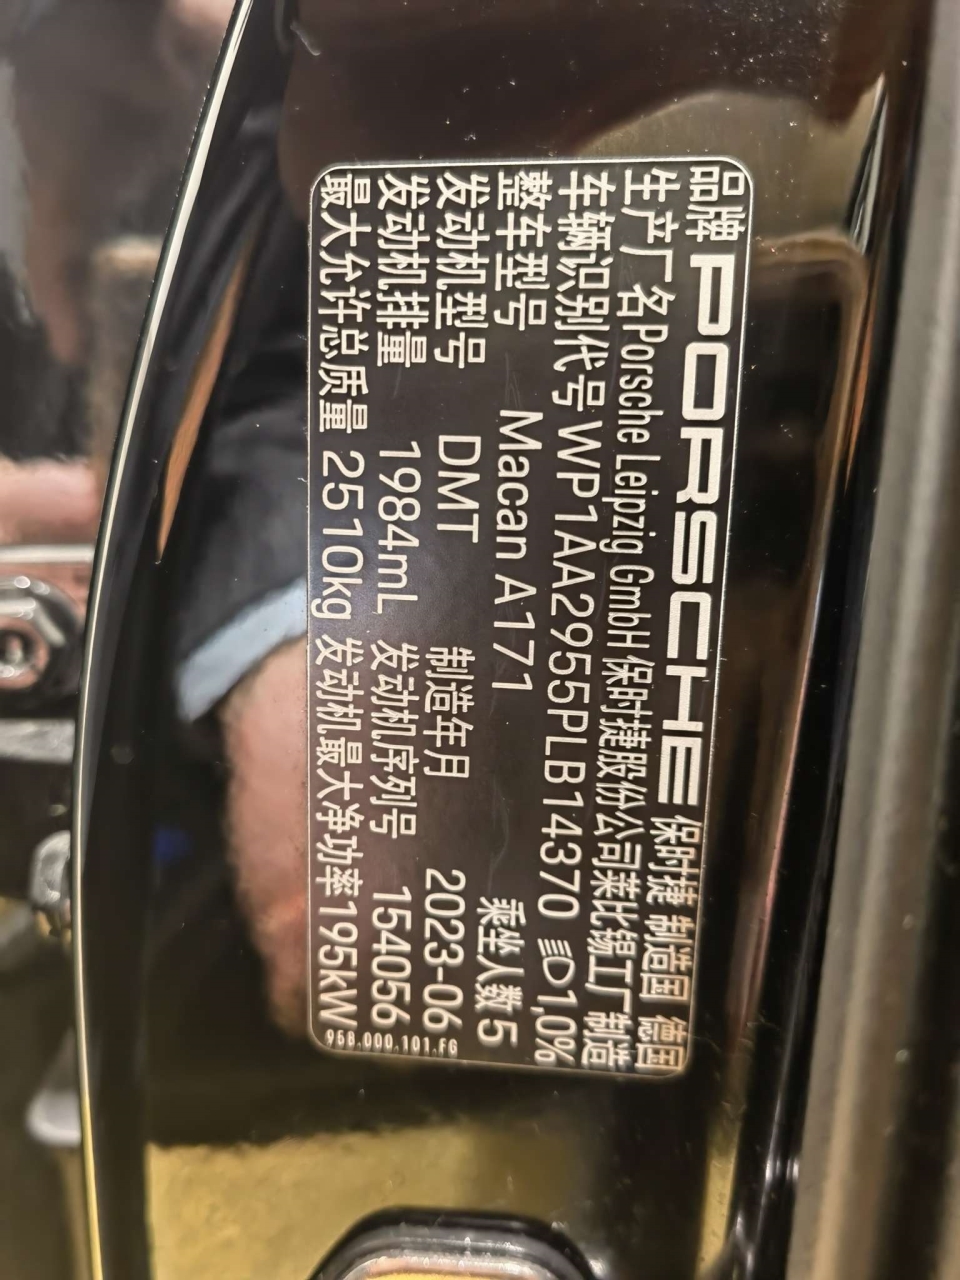 品牌 PORSCHE 保时捷 制造国 德国
生产厂名Porsche Leipzig GmbH 保时捷股份公司莱比锡工厂制造
车辆识别代号 WP1AA2955PLB14370 1,0%
整车型号 Macan A171 乘坐人数 5
发动机型号 DMT 制造年月 2023-06
发动机排量 1984mL 发动机序列号 154056
最大允许总质量 2510kg 发动机最大净功率195kW
958.000.101.FG